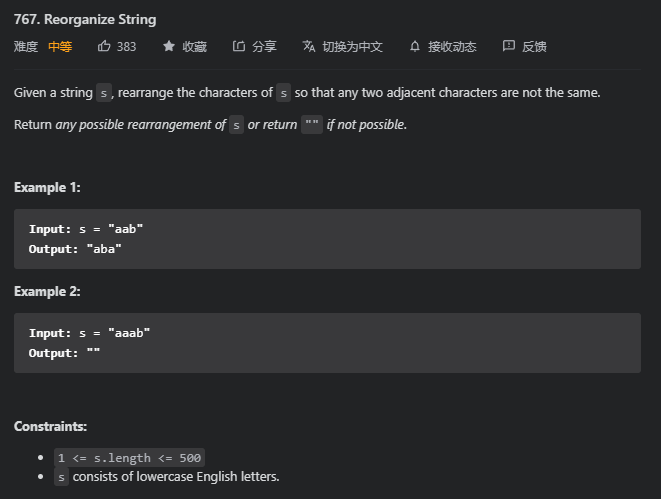 767. Reorganize String
难度 中等 383 收藏 分享 切换为中文 接收动态 反馈
Given a string s, rearrange the characters of s so that any two adjacent characters are not the same.
Return any possible rearrangement of s or return "" if not possible.
Example 1:
Input: s = "aab"
Output: "aba"
Example 2:
Input: s = "aaab"
Output: ""
Constraints:
• 1 <= s.length <= 500
• s consists of lowercase English letters.